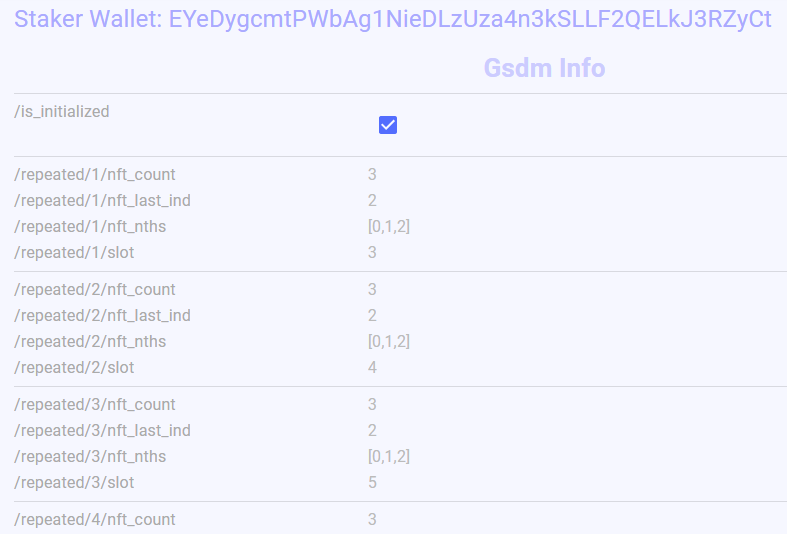 Staker Wallet: EYeDygcmtPWbAg1NieDLzUza4n3kSLLF2QELkJ3RZyCt
Gsdm Info
/is_initialized
/repeated/1/nft_count 3
/repeated/1/nft_last_ind 2
/repeated/1/nft_nths [0,1,2]
/repeated/1/slot 3
/repeated/2/nft_count 3
/repeated/2/nft_last_ind 2
/repeated/2/nft_nths [0,1,2]
/repeated/2/slot 4
/repeated/3/nft_count 3
/repeated/3/nft_last_ind 2
/repeated/3/nft_nths [0,1,2]
/repeated/3/slot 5
/repeated/4/nft_count 3